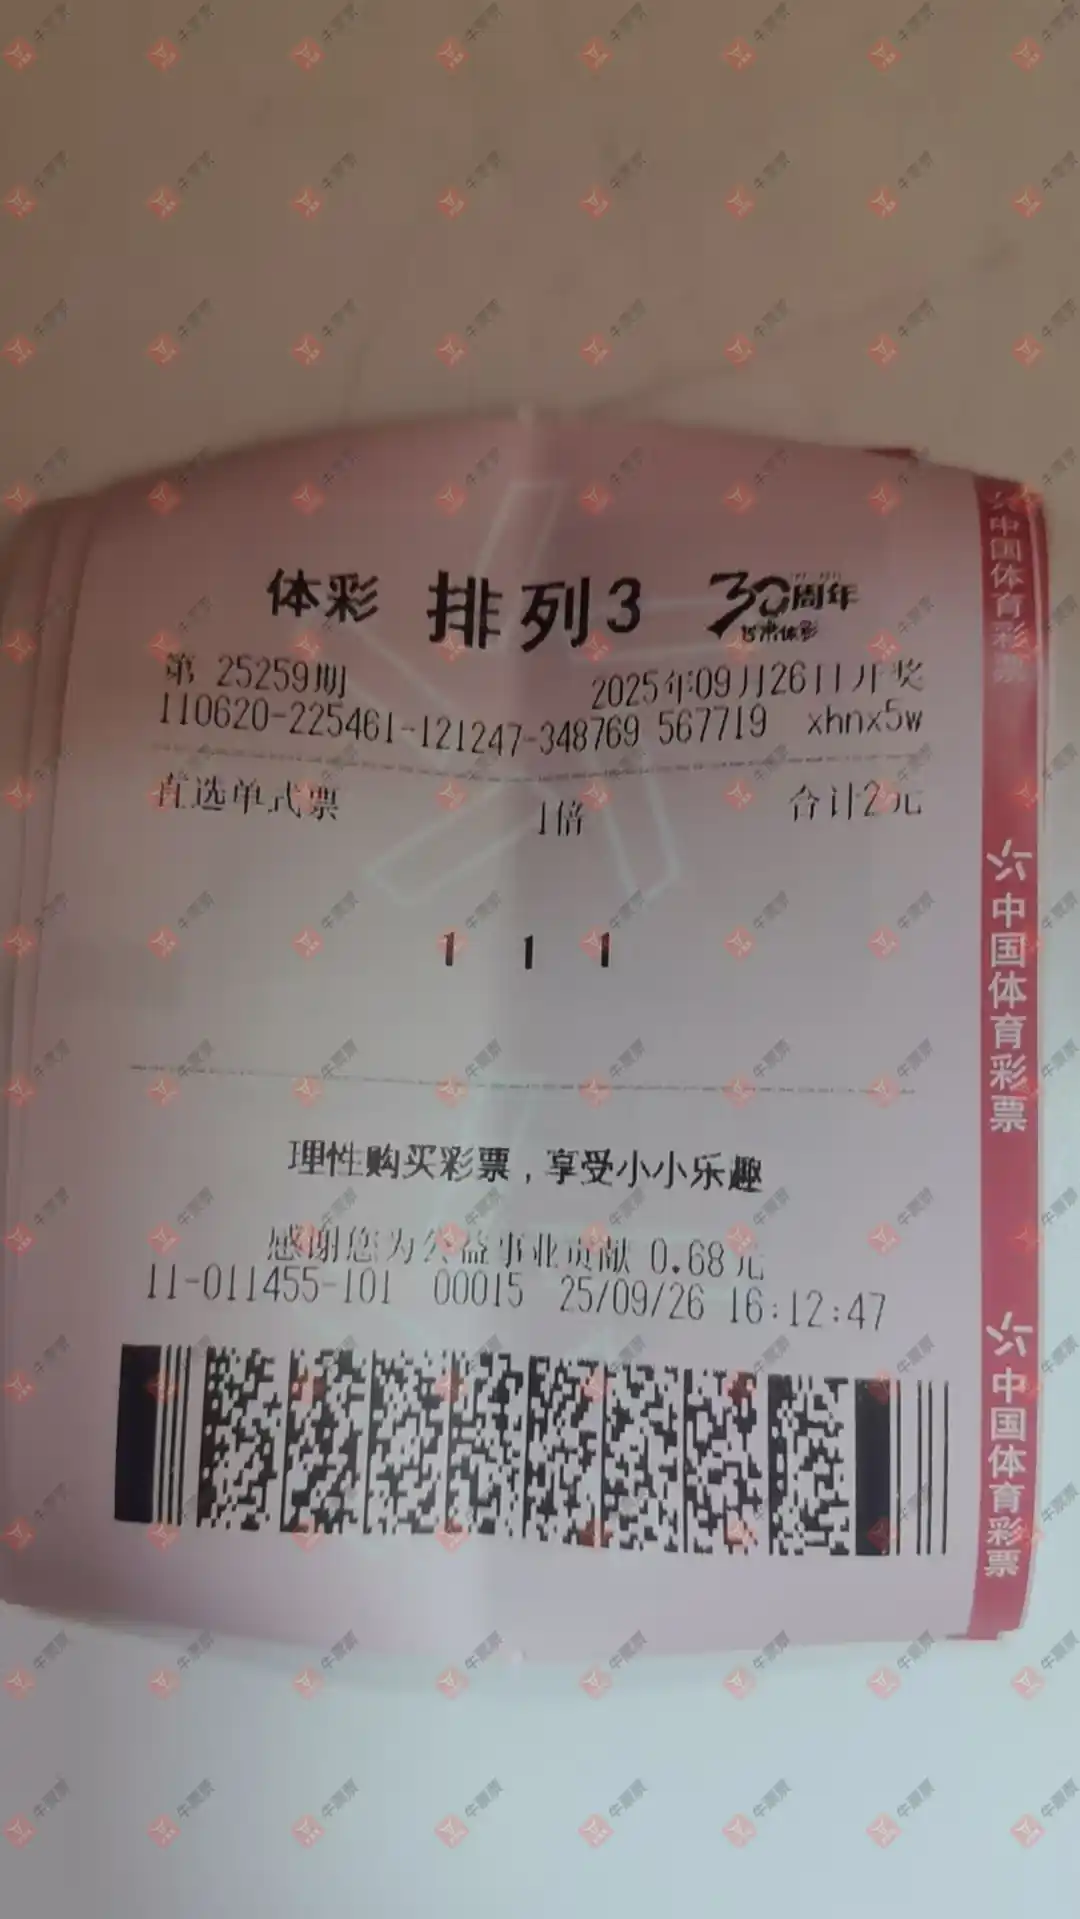 体彩 排列3 30周年
第 25259期 2025年09月26日开奖
110620-225461-121247-348769 567719 xhnx5w
直选单式票 1倍 合计2元
1 1 1
理性购买彩票，享受小小乐趣
感谢您为公益事业贡献 0.68元
11-011455-101 00015 25/09/26 16:12:47
中国体育彩票
中国体育彩票
中国体育彩票
牛票票